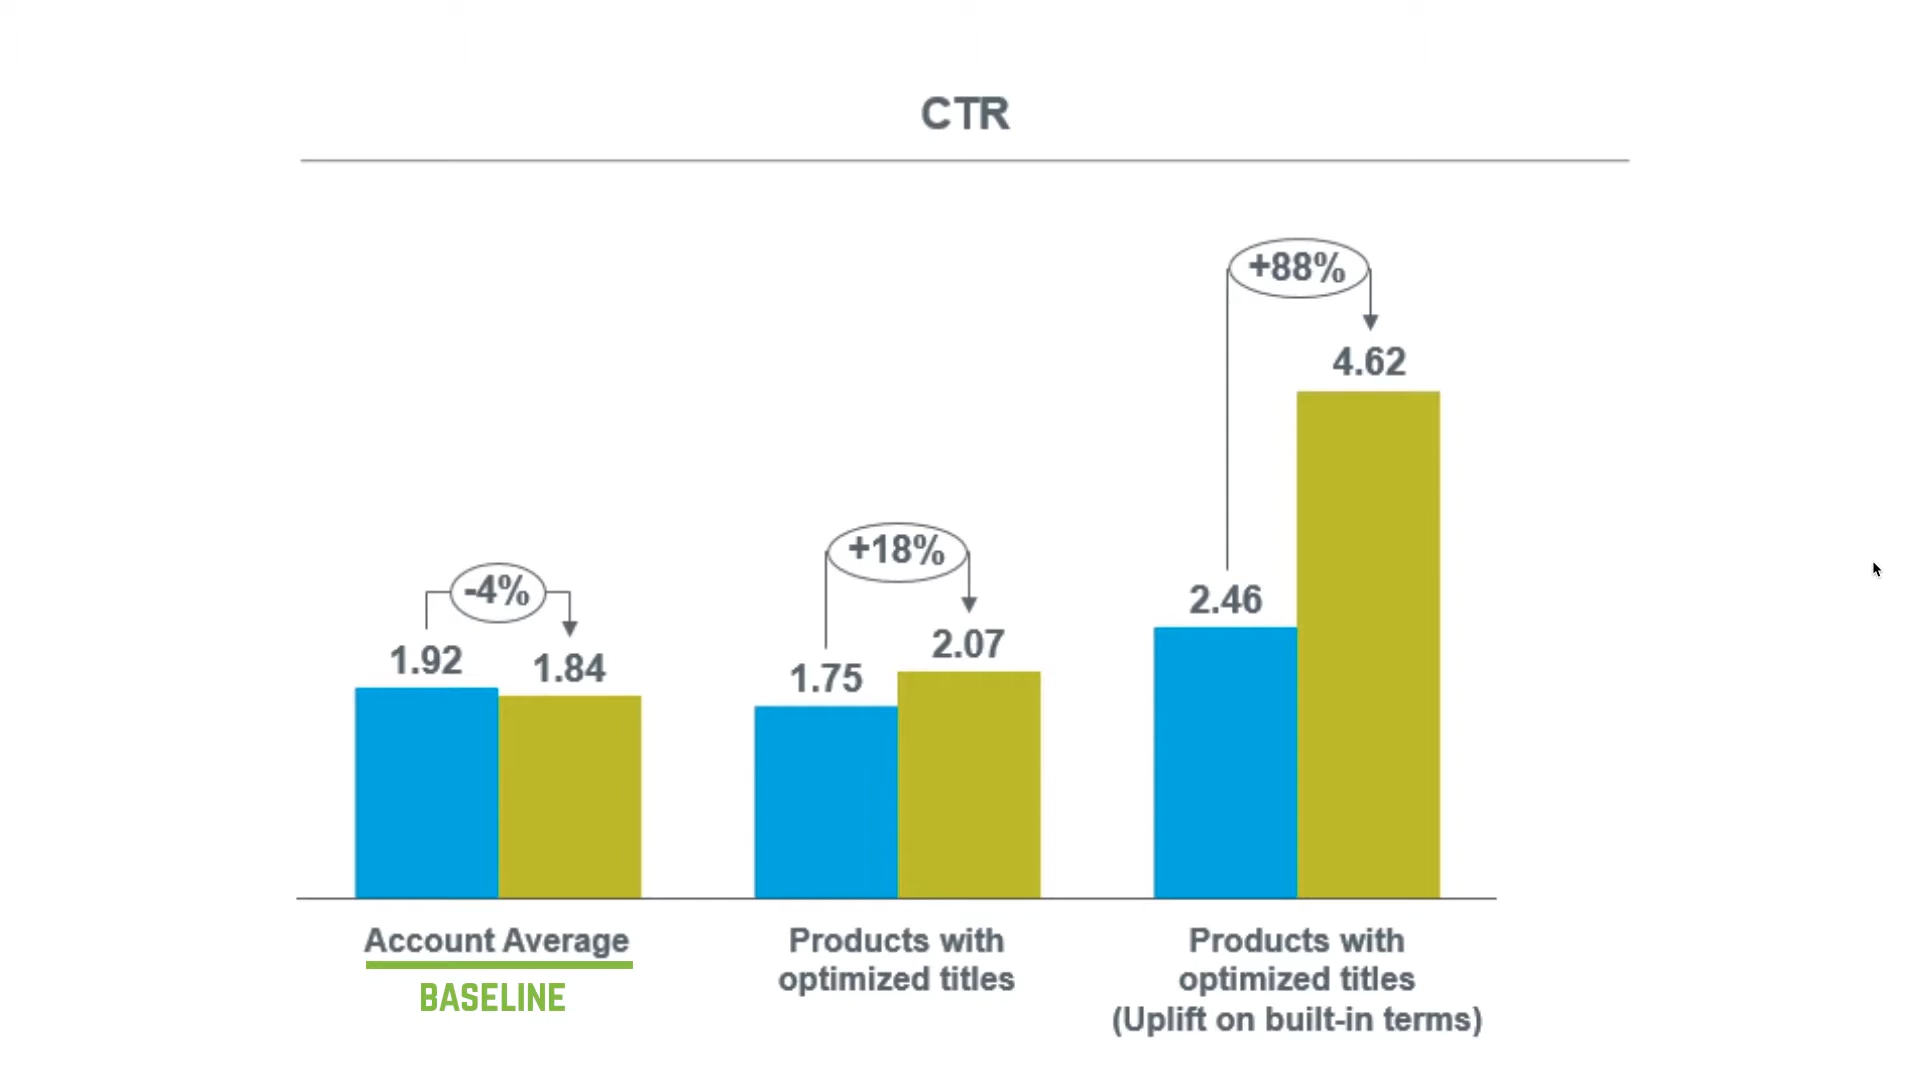 CTR
+88%
4.62
+18%
2.46
-4%
2.07
1.92
1.84
1.75
Account Average
BASELINE
Products with
optimized titles
Products with
optimized titles
(Uplift on built-in terms)